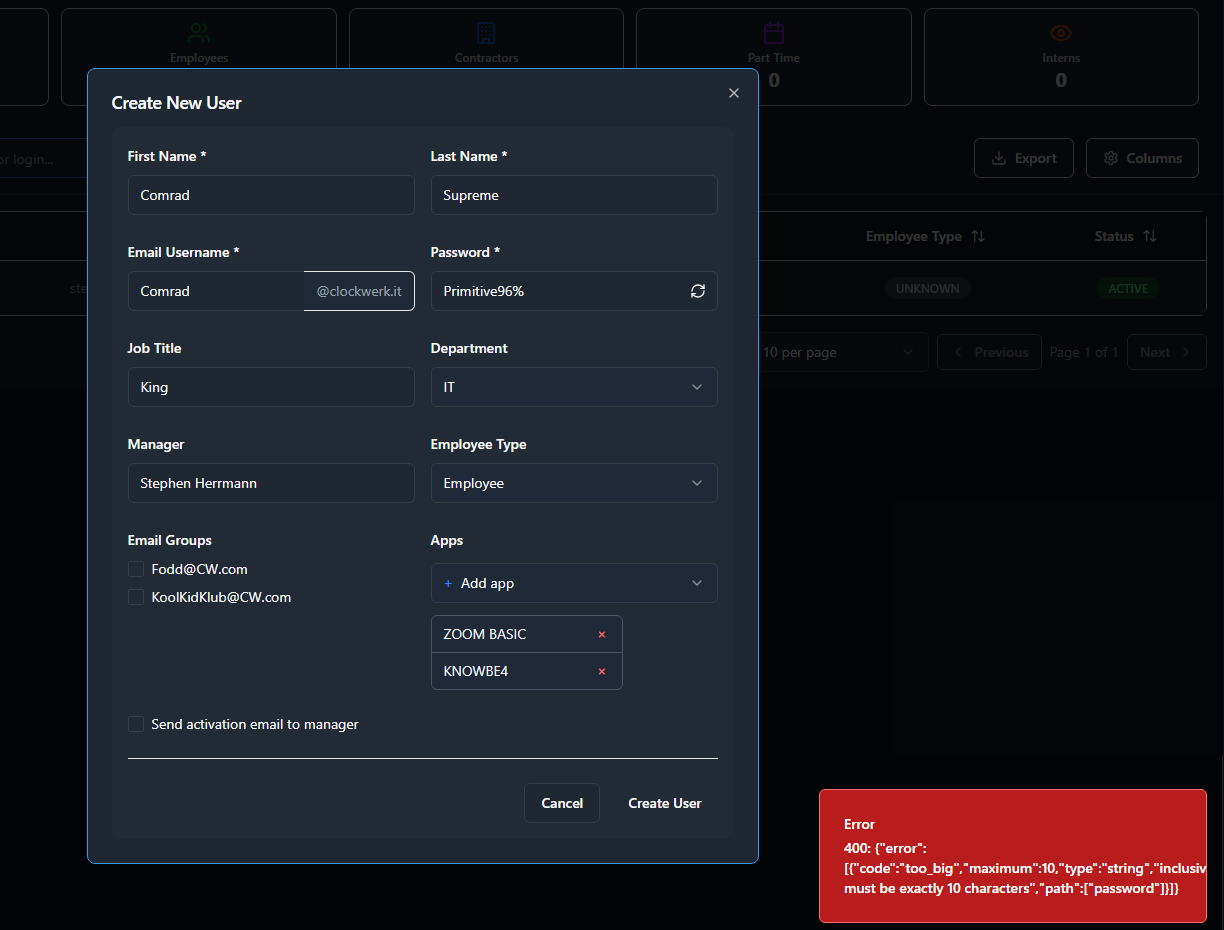 Employees
Contractors
Part Time
0
Interns
0
Create New User
First Name *
Last Name *
Comrad
Supreme
or login...
Export
Columns
Email Username *
Password *
Comrad
@clockwerk.it
Primitive96%
Employee Type
Status
ste
UNKNOWN
ACTIVE
Job Title
Department
King
IT
10 per page
Previous
Page 1 of 1
Next
Manager
Employee Type
Stephen Herrmann
Employee
Email Groups
Apps
Fodd@CW.com
KoolKidKlub@CW.com
+ Add app
ZOOM BASIC
×
KNOWBE4
×
Send activation email to manager
Cancel
Create User
Error
400: {"error":
[{"code":"too_big","maximum":10,"type":"string","inclusiv
must be exactly 10 characters","path":["password"]}]}